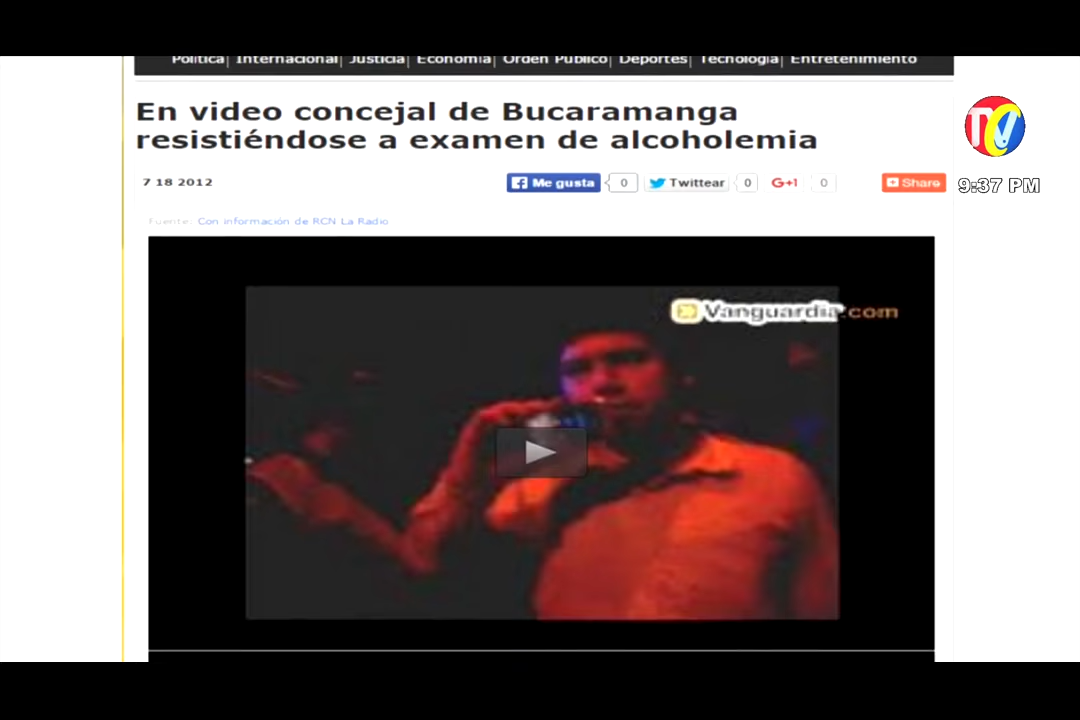 Política| Internacional| Justicia| Economía| Orden Público| Deportes| Tecnología| Entretenimiento
En video concejal de Bucaramanga
resistiéndose a examen de alcoholemia
7 18 2012
Me gusta 0 Twittear 0 G+1 0 Share
9:37 PM
Fuente: Con información de RCN La Radio
Vanguardia.com